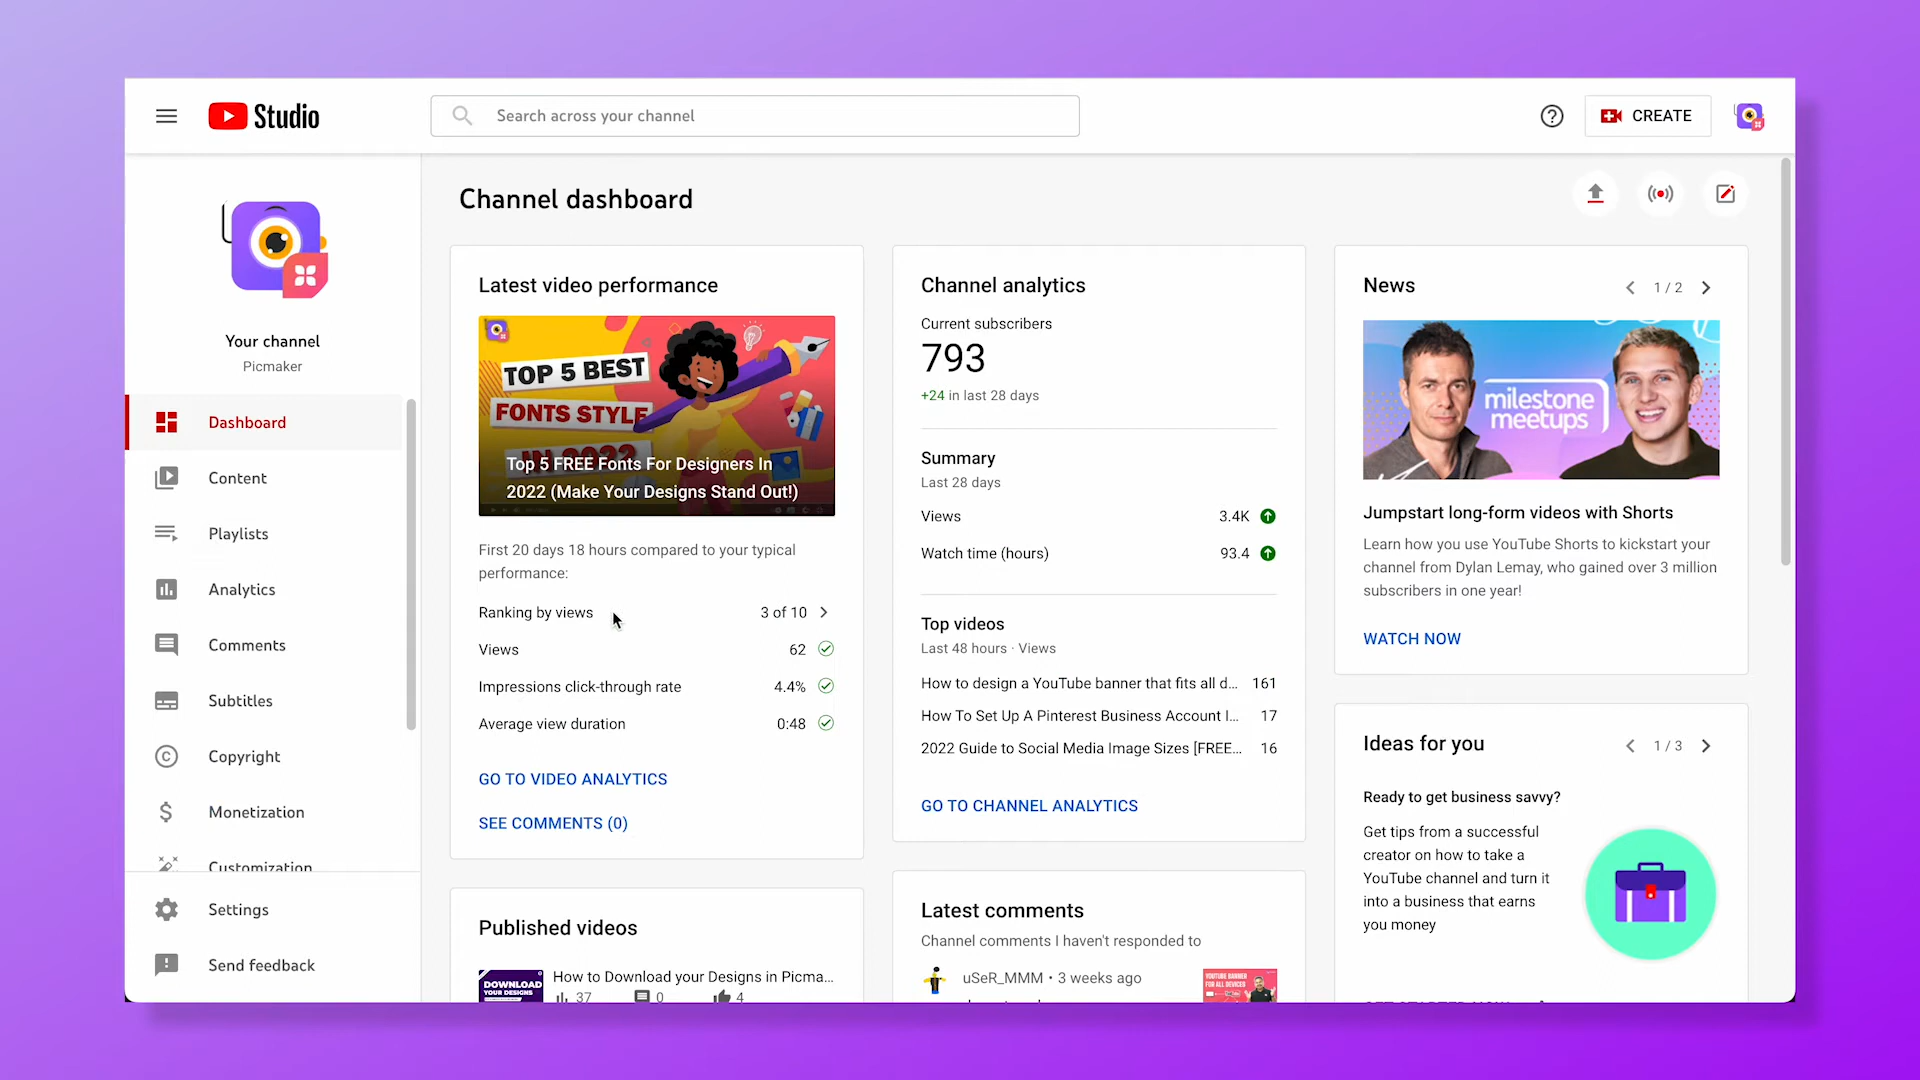 Studio
Search across your channel
CREATE
Your channel
Picmaker
Dashboard
Content
Playlists
Analytics
Comments
Subtitles
Copyright
Monetization
Customization
Settings
Send feedback
Channel dashboard
Latest video performance
TOP 5 BEST
FONTS STYLE
IN 2022
Top 5 FREE Fonts For Designers In
2022 (Make Your Designs Stand Out!)
First 20 days 18 hours compared to your typical
performance:
Ranking by views 3 of 10
Views 62
Impressions click-through rate 4.4%
Average view duration 0:48
GO TO VIDEO ANALYTICS
SEE COMMENTS (0)
Published videos
DOWNLOAD
YOUR DESIGNS
How to Download your Designs in Picma...
37 0 4
Channel analytics
Current subscribers
793
+24 in last 28 days
Summary
Last 28 days
Views 3.4K
Watch time (hours) 93.4
Top videos
Last 48 hours · Views
How to design a YouTube banner that fits all d... 161
How To Set Up A Pinterest Business Account I... 17
2022 Guide to Social Media Image Sizes [FREE... 16
GO TO CHANNEL ANALYTICS
Latest comments
Channel comments I haven't responded to
uSeR_MMM • 3 weeks ago
YOUTUBE BANNER
FOR ALL DEVICES
News
1 / 2
milestone
meetups
Jumpstart long-form videos with Shorts
Learn how you use YouTube Shorts to kickstart your
channel from Dylan Lemay, who gained over 3 million
subscribers in one year!
WATCH NOW
Ideas for you
1 / 3
Ready to get business savvy?
Get tips from a successful
creator on how to take a
YouTube channel and turn it
into a business that earns
you money